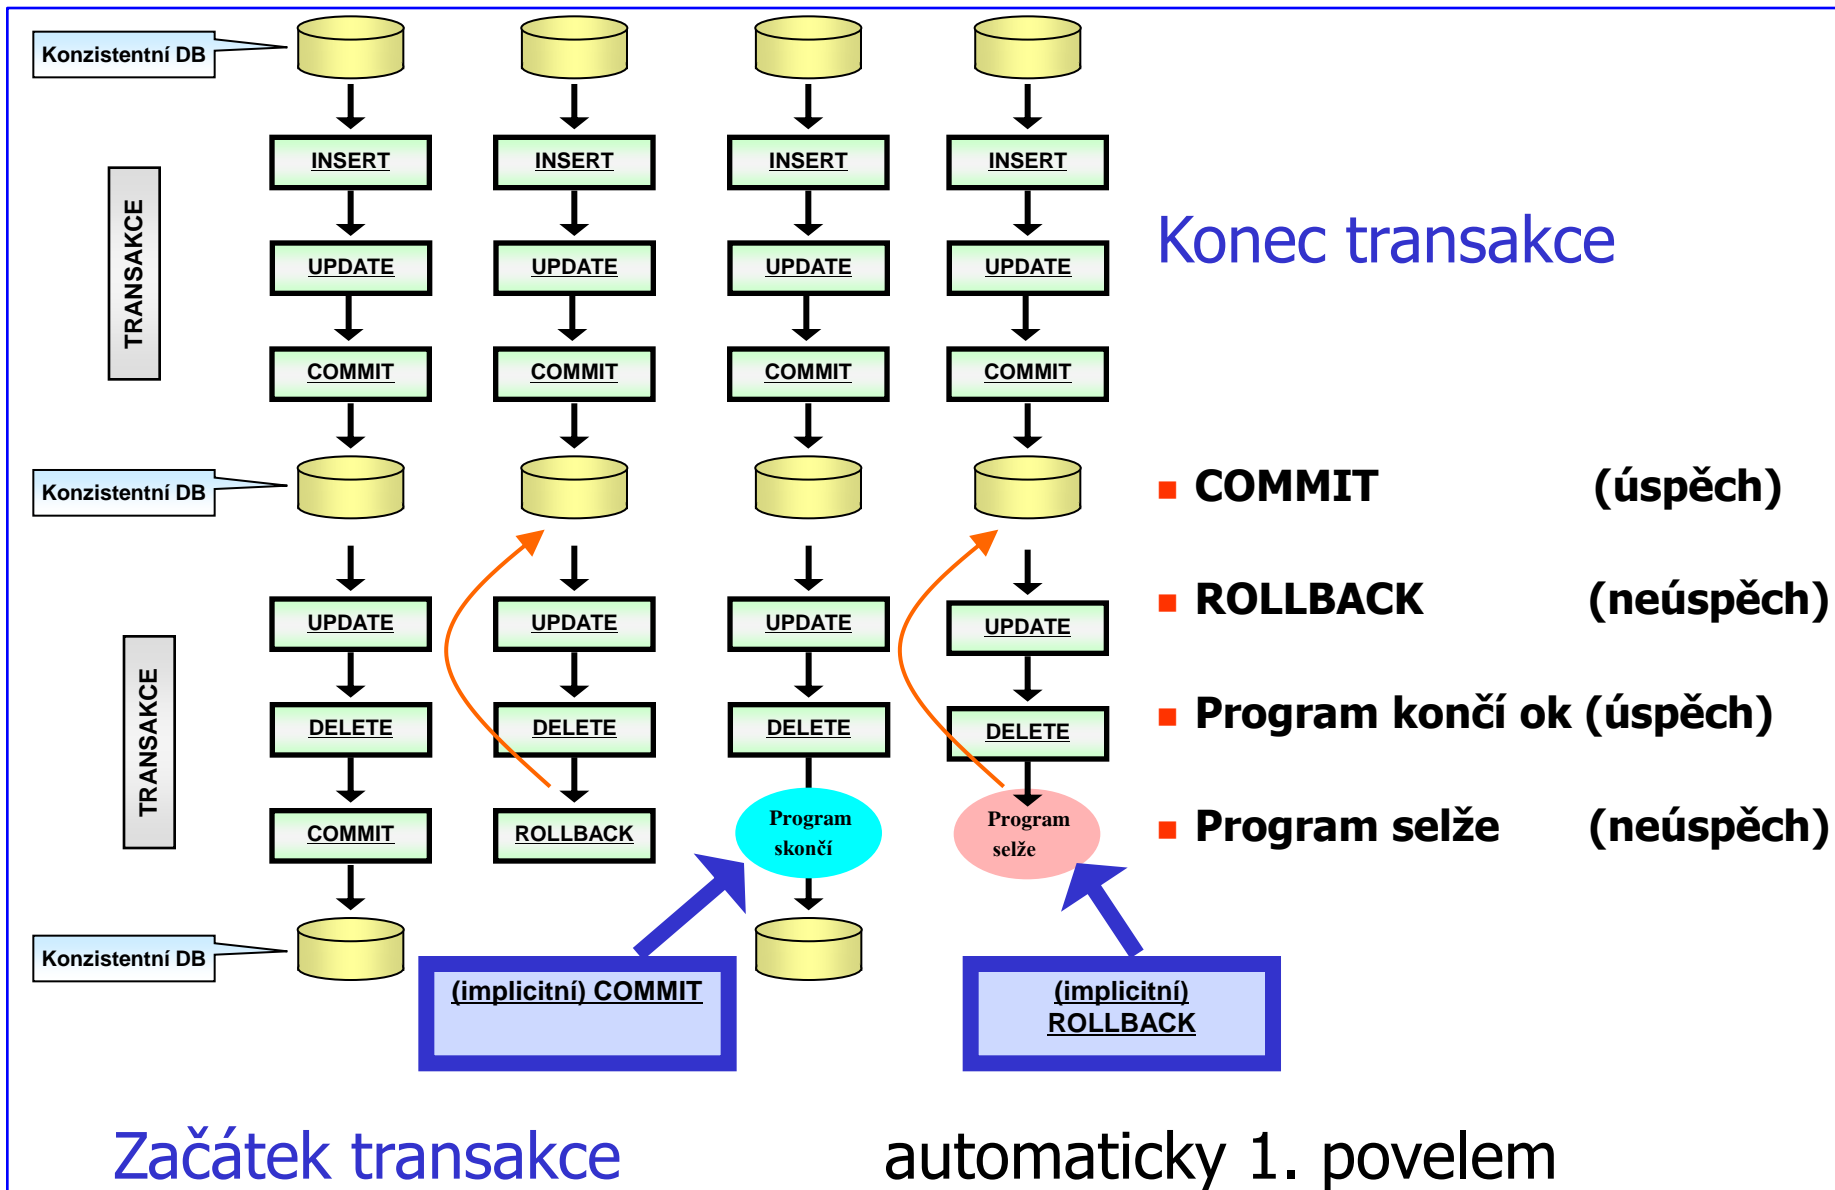 Konzistentní DB
INSERT INSERT INSERT INSERT
TRANSAKCE
Konec transakce
UPDATE UPDATE UPDATE UPDATE
COMMIT COMMIT COMMIT COMMIT
Konzistentní DB
COMMIT (úspěch)
ROLLBACK (neúspěch)
Program končí ok (úspěch)
Program selže (neúspěch)
TRANSAKCE
UPDATE UPDATE UPDATE UPDATE
DELETE DELETE DELETE DELETE
COMMIT ROLLBACK
Program
skončí
Program
selže
Konzistentní DB
(implicitní) COMMIT
(implicitní)
ROLLBACK
Začátek transakce automaticky 1. povelem